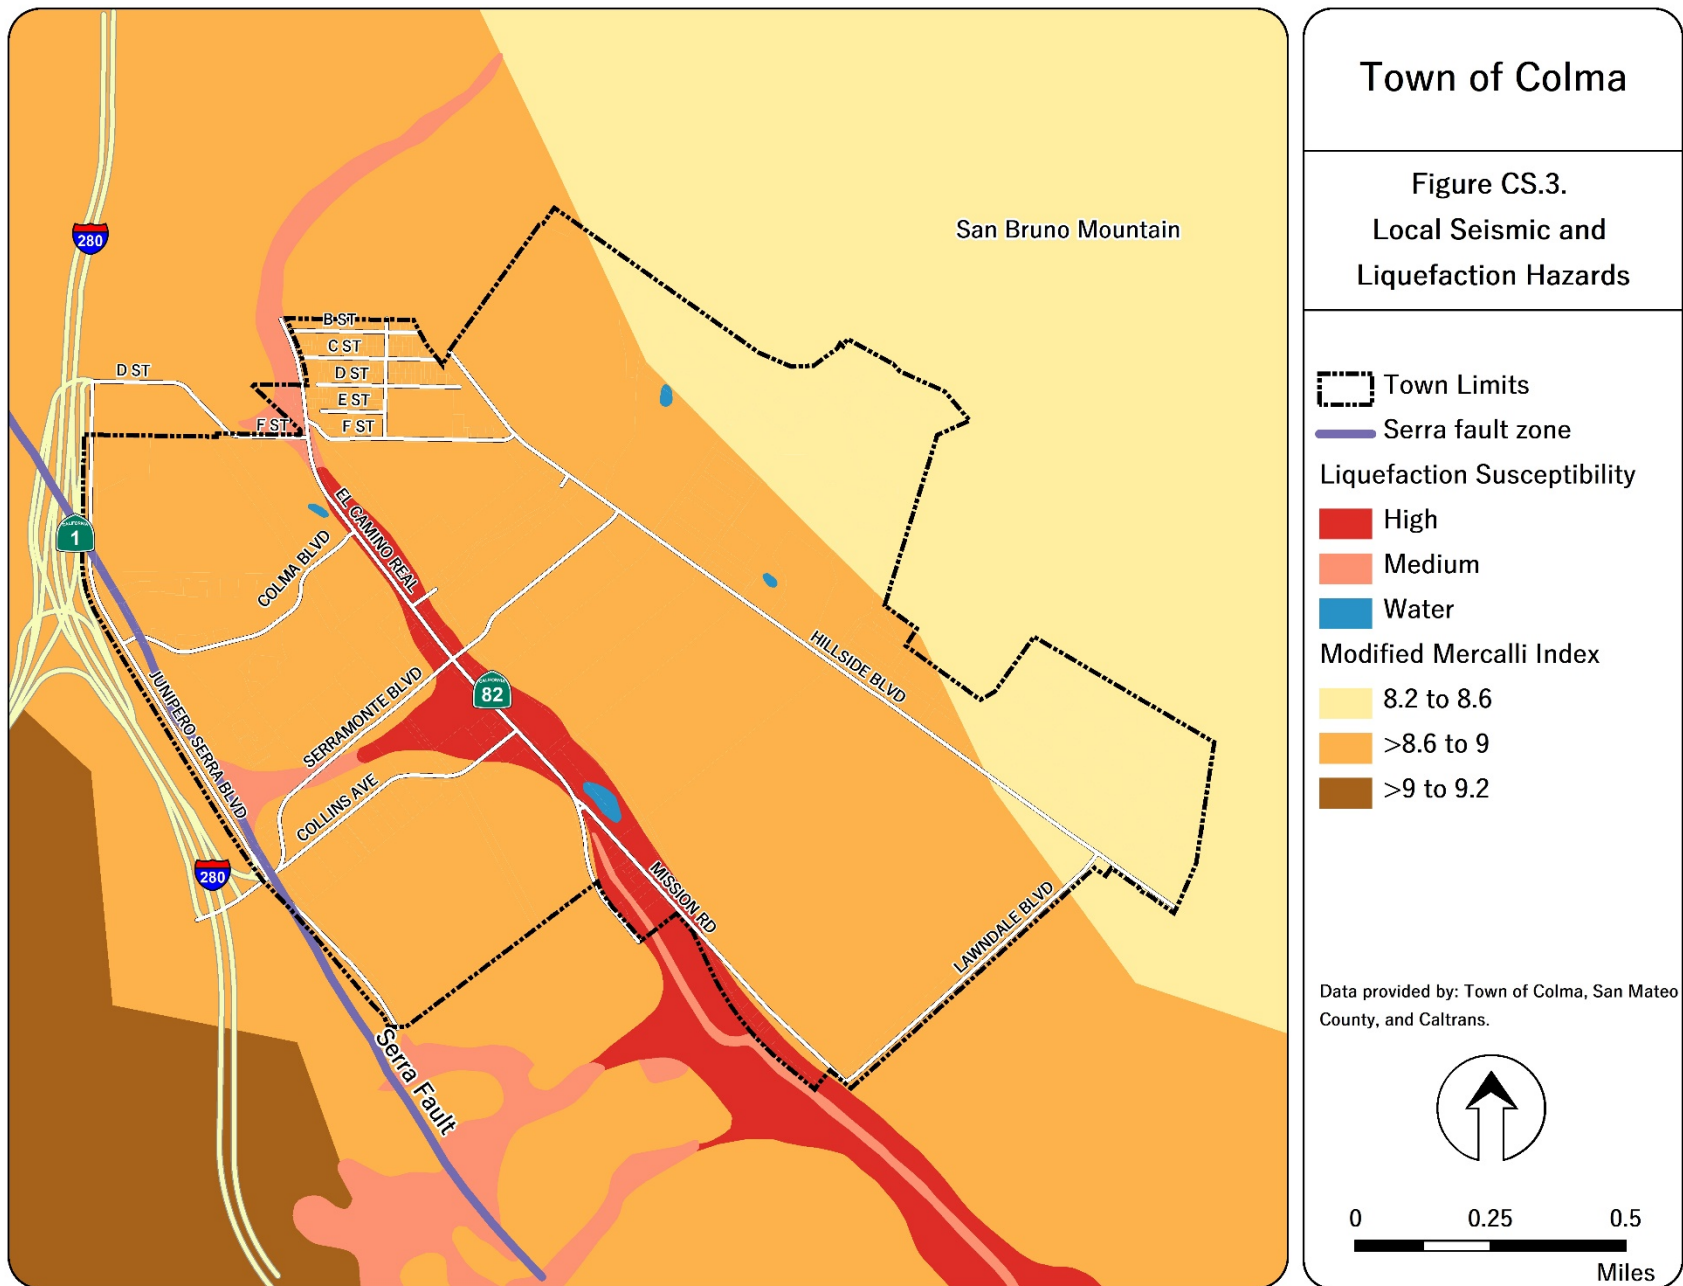 Town of Colma
Figure CS.3.
Local Seismic and
Liquefaction Hazards
Town Limits
Serra fault zone
Liquefaction Susceptibility
High
Medium
Water
Modified Mercalli Index
8.2 to 8.6
>8.6 to 9
>9 to 9.2
Data provided by: Town of Colma, San Mateo
County, and Caltrans.
0 0.25 0.5
Miles
San Bruno Mountain
280
B ST
C ST
D ST
D ST
E ST
F ST
F ST
CALIFORNIA
1
EL CAMINO REAL
COLMA BLVD
HILLSIDE BLVD
JUNIPERO SERRA BLVD
SERRAMONTE BLVD
CALIFORNIA
82
COLLINS AVE
280
MISSION RD
LAWNDALE BLVD
Serra Fault